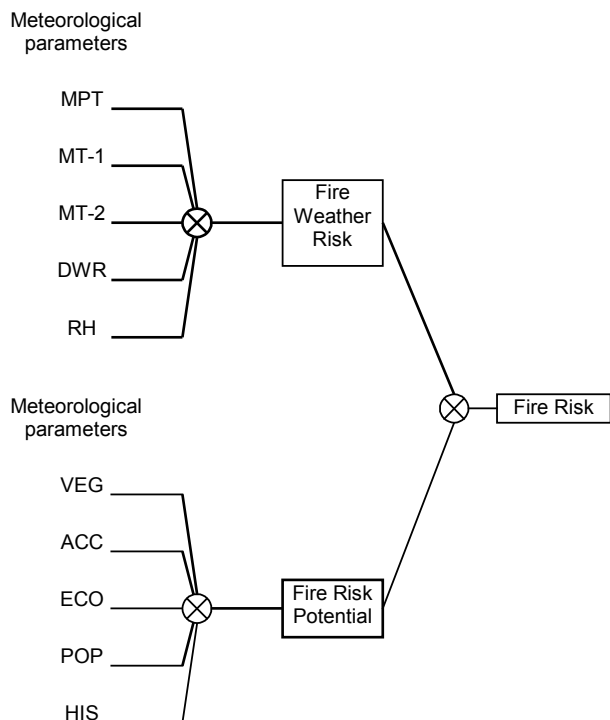 Meteorological
parameters
MPT
MT-1
MT-2
DWR
RH
Fire
Weather
Risk
Fire Risk
Meteorological
parameters
VEG
ACC
ECO
POP
HIS
Fire Risk
Potential